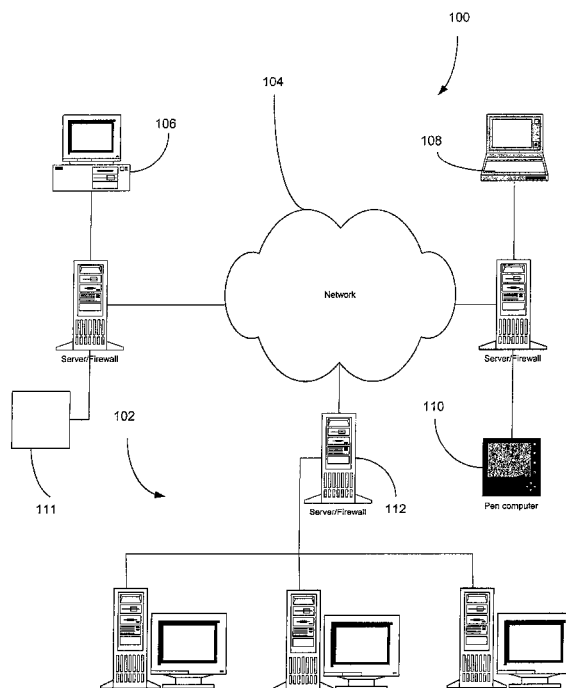 100
104
106
108
Network
Server/Firewall
Server/Firewall
110
102
111
112
Server/Firewall
Pen computer